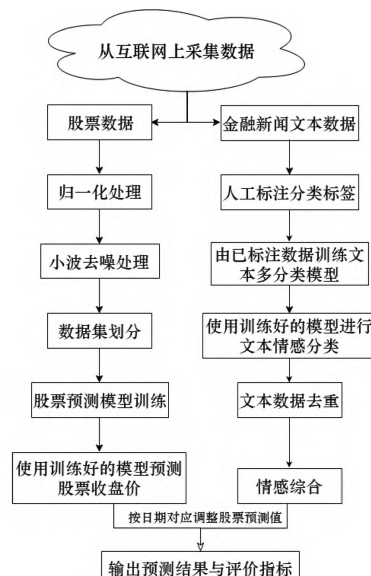 从互联网上采集数据
股票数据
金融新闻文本数据
归一化处理
人工标注分类标签
小波去噪处理
由已标注数据训练文
本多分类模型
数据集划分
使用训练好的模型进行
文本情感分类
股票预测模型训练
文本数据去重
使用训练好的模型预测
股票收盘价
情感综合
按日期对应调整股票预测值
输出预测结果与评价指标